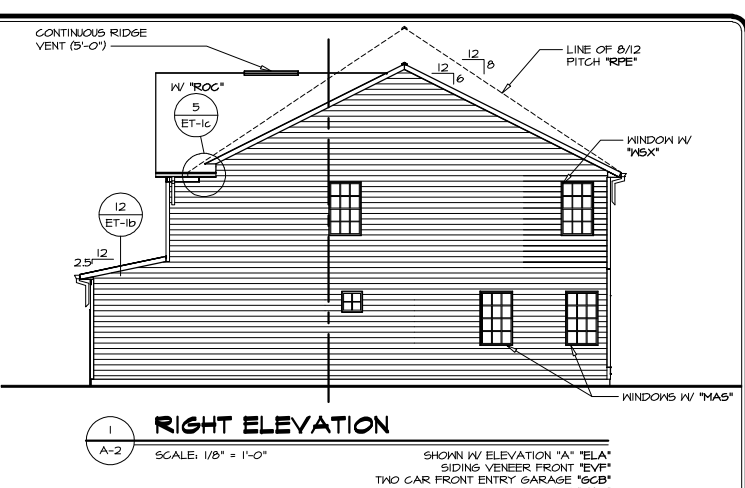 CONTINUOUS RIDGE
VENT (5'-0")
12
8
12
6
LINE OF 8/12
PITCH "RPE"
W/ "ROC"
5
ET-1c
WINDOW W/
"WSX"
12
ET-1b
12
2.5
WINDOWS W/ "MAS"
1
A-2
RIGHT ELEVATION
SCALE: 1/8" = 1'-0"
SHOWN W/ ELEVATION "A" "ELA"
SIDING VENEER FRONT "EVF"
TWO CAR FRONT ENTRY GARAGE "GCB"